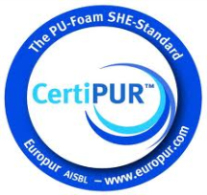 The PU-Foam SHE-Standard
CertiPUR™
Europur AISBL – www.europur.com